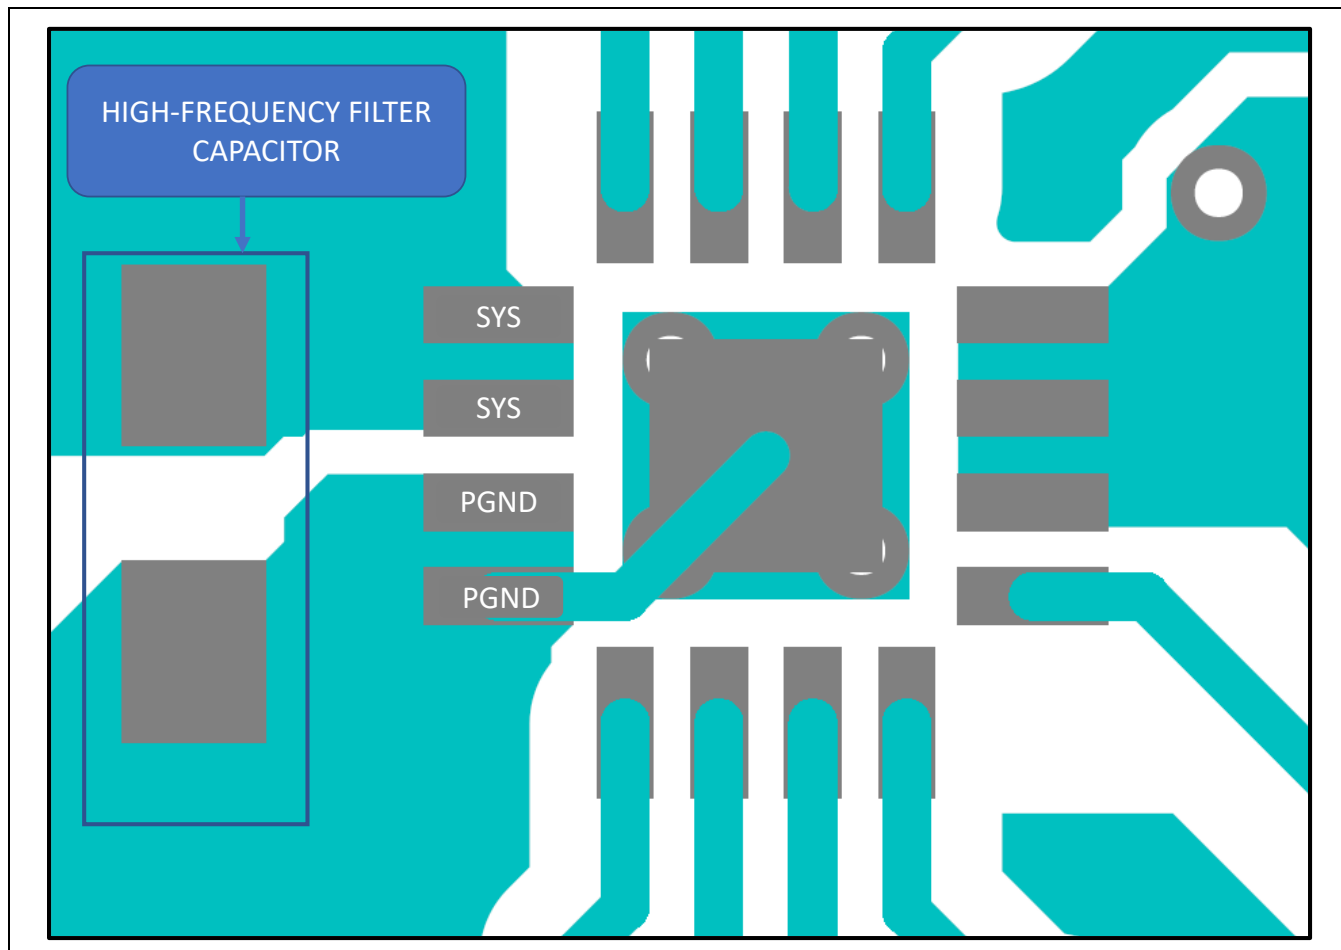 HIGH-FREQUENCY FILTER
CAPACITOR
SYS
SYS
PGND
PGND